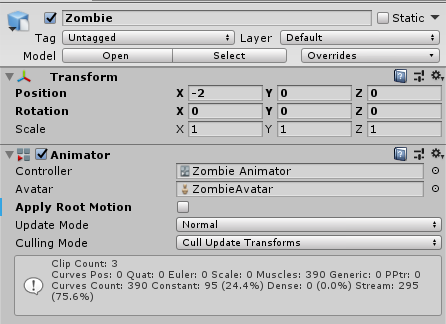 Zombie Static
Tag Untagged Layer Default
Model Open Select Overrides
Transform
Position X -2 Y 0 Z 0
Rotation X 0 Y 0 Z 0
Scale X 1 Y 1 Z 1
Animator
Controller Zombie Animator
Avatar ZombieAvatar
Apply Root Motion
Update Mode Normal
Culling Mode Cull Update Transforms
Clip Count: 3
Curves Pos: 0 Quat: 0 Euler: 0 Scale: 0 Muscles: 390 Generic: 0 PPtr: 0
Curves Count: 390 Constant: 95 (24.4%) Dense: 0 (0.0%) Stream: 295
(75.6%)